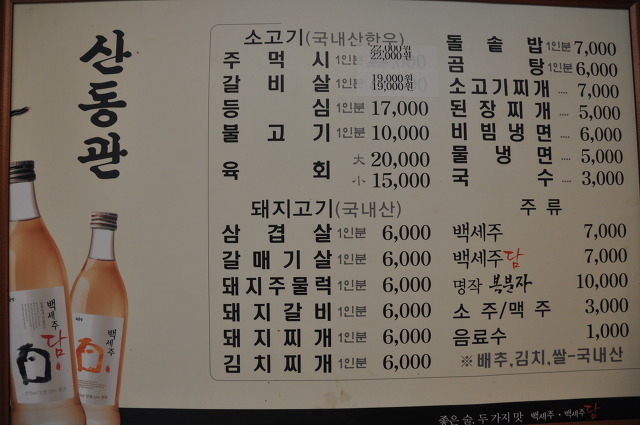 산동관
소고기(국내산한우)
주먹시 1인분 22,000원
갈비살 1인분 19,000원
등심 1인분 17,000
불고기 1인분 10,000
육회 大 20,000
小 15,000
돼지고기(국내산)
삼겹살 1인분 6,000
갈매기살 1인분 6,000
돼지주물럭 1인분 6,000
돼지갈비 1인분 6,000
돼지찌개 1인분 6,000
김치찌개 1인분 6,000
돌솥밥 1인분 7,000
곰탕 1인분 6,000
소고기찌개 .... 7,000
된장찌개 .... 5,000
비빔냉면 .... 6,000
물냉면 .... 5,000
국수 .... 3,000
주류
백세주 7,000
백세주담 7,000
명작 복분자 10,000
소주/맥주 3,000
음료수 1,000
※배추,김치,쌀-국내산
좋은 술, 두 가지 맛 백세주·백세주담
백세주담
백세주